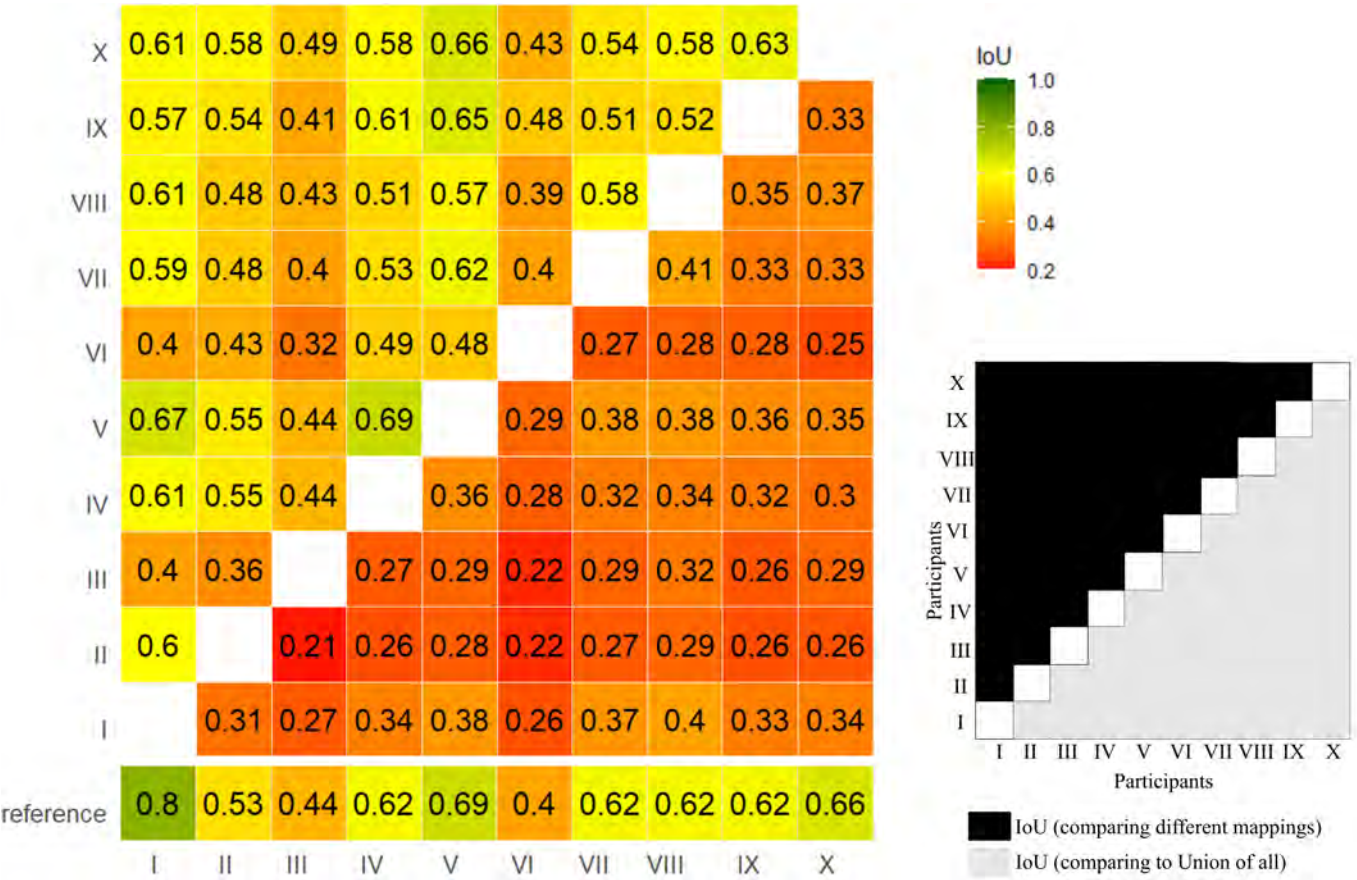 X 0.61 0.58 0.49 0.58 0.66 0.43 0.54 0.58 0.63
IX 0.57 0.54 0.41 0.61 0.65 0.48 0.51 0.52 0.33
VIII 0.61 0.48 0.43 0.51 0.57 0.39 0.58 0.35 0.37
VII 0.59 0.48 0.4 0.53 0.62 0.4 0.41 0.33 0.33
VI 0.4 0.43 0.32 0.49 0.48 0.27 0.28 0.28 0.25
V 0.67 0.55 0.44 0.69 0.29 0.38 0.38 0.36 0.35
IV 0.61 0.55 0.44 0.36 0.28 0.32 0.34 0.32 0.3
III 0.4 0.36 0.27 0.29 0.22 0.29 0.32 0.26 0.29
II 0.6 0.21 0.26 0.28 0.22 0.27 0.29 0.26 0.26
I 0.31 0.27 0.34 0.38 0.26 0.37 0.4 0.33 0.34
reference 0.8 0.53 0.44 0.62 0.69 0.4 0.62 0.62 0.62 0.66
I II III IV V VI VII VIII IX X
IoU
1.0
0.8
0.6
0.4
0.2
Participants
X
IX
VIII
VII
VI
V
IV
III
II
I
I II III IV V VI VII VIII IX X
Participants
IoU (comparing different mappings)
IoU (comparing to Union of all)